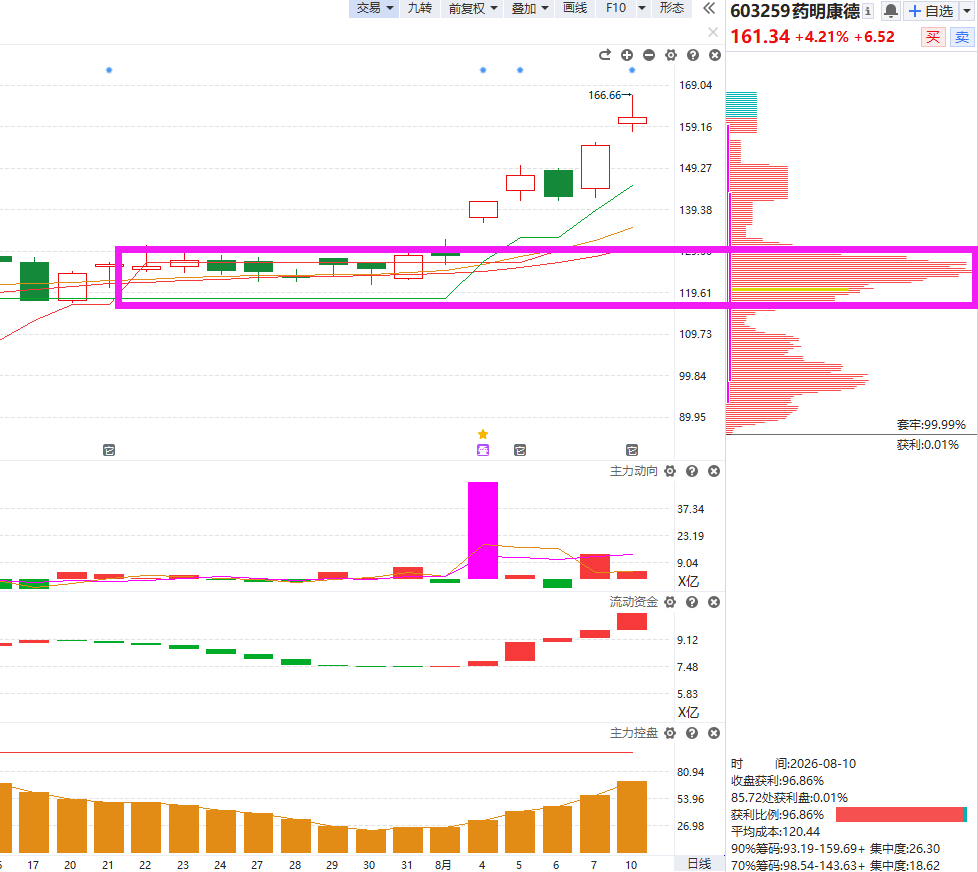 交易 九转 前复权 叠加 画线 F10 形态
603259药明康德 自选
161.34 +4.21% +6.52 买 卖
166.66
169.04
159.16
149.27
139.38
119.61
109.73
99.84
89.95
套牢:99.99%
获利:0.01%
主力动向
37.34
23.19
9.04
X亿
流动资金
9.12
7.48
5.83
X亿
主力控盘
80.94
53.96
26.98
17 20 21 22 23 24 27 28 29 30 31 8月 4 5 6 7 10 日线
时 间:2026-08-10
收盘获利:96.86%
85.72处获利盘:0.01%
获利比例:96.86%
平均成本:120.44
90%筹码:93.19-159.69+ 集中度:26.30
70%筹码:98.54-143.63+ 集中度:18.62